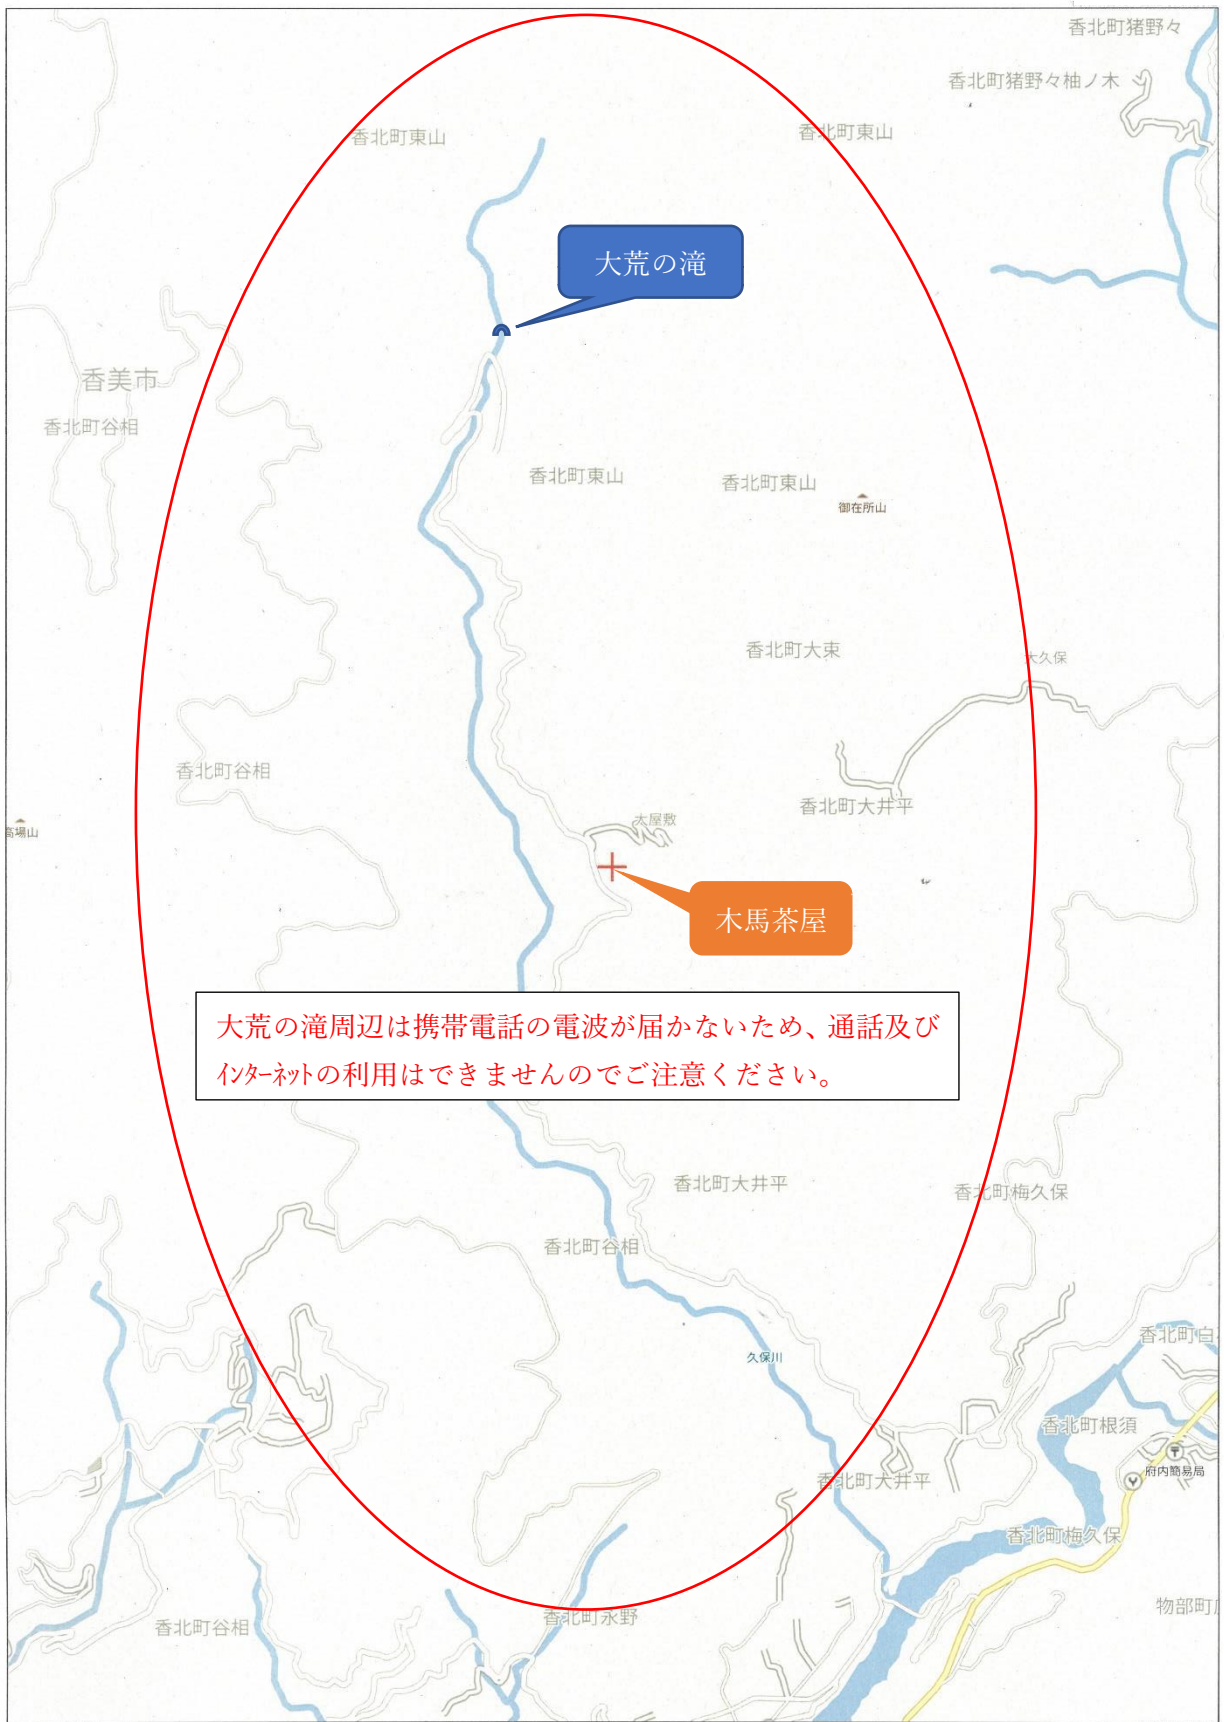 香北町猪野々
香北町猪野々柚ノ木
香北町東山
香北町東山
大荒の滝
香美市
香北町谷相
香北町東山
香北町東山
御在所山
香北町大束
大久保
香北町谷相
香北町大井平
高場山
大屋敷
木馬茶屋
大荒の滝周辺は携帯電話の電波が届かないため、通話及び
インターネットの利用はできませんのでご注意ください。
香北町大井平
香北町梅久保
香北町谷相
香北町白
久保川
香北町根須
府内簡易局
香北町大井平
香北町梅久保
物部町
香北町永野
香北町谷相